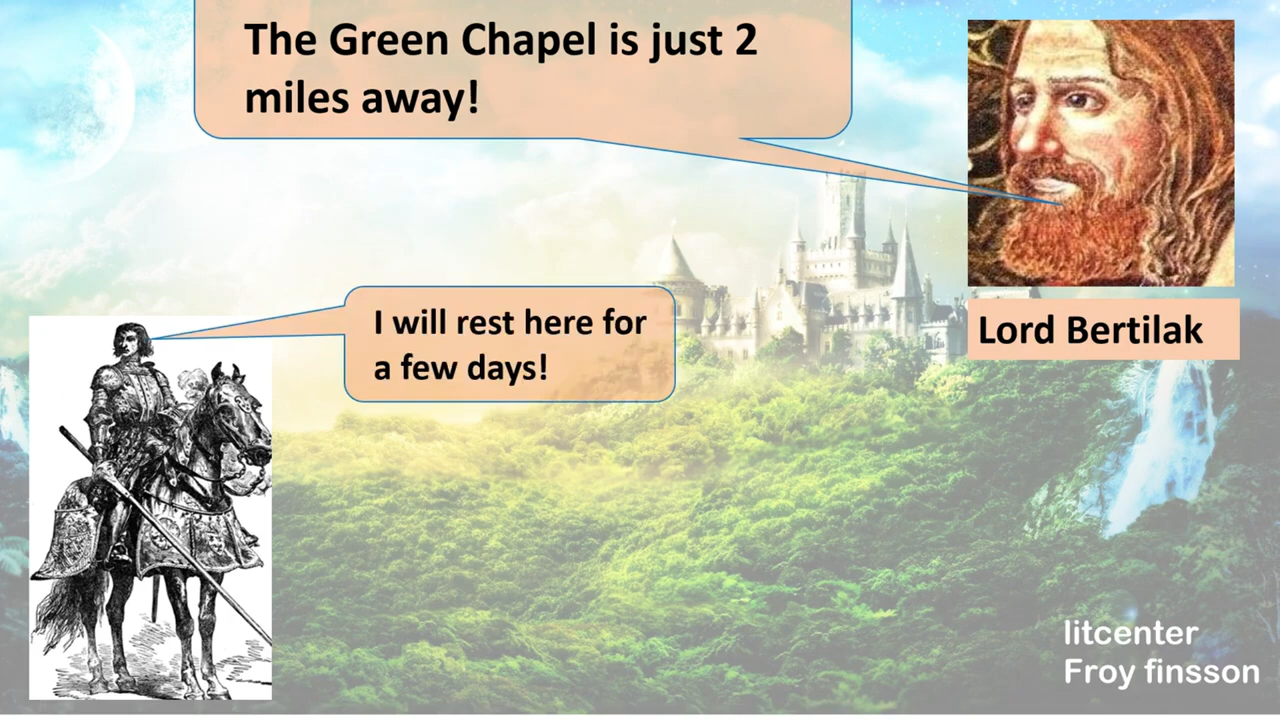 The Green Chapel is just 2
miles away!
I will rest here for
a few days!
Lord Bertilak
litcenter
Froy finsson